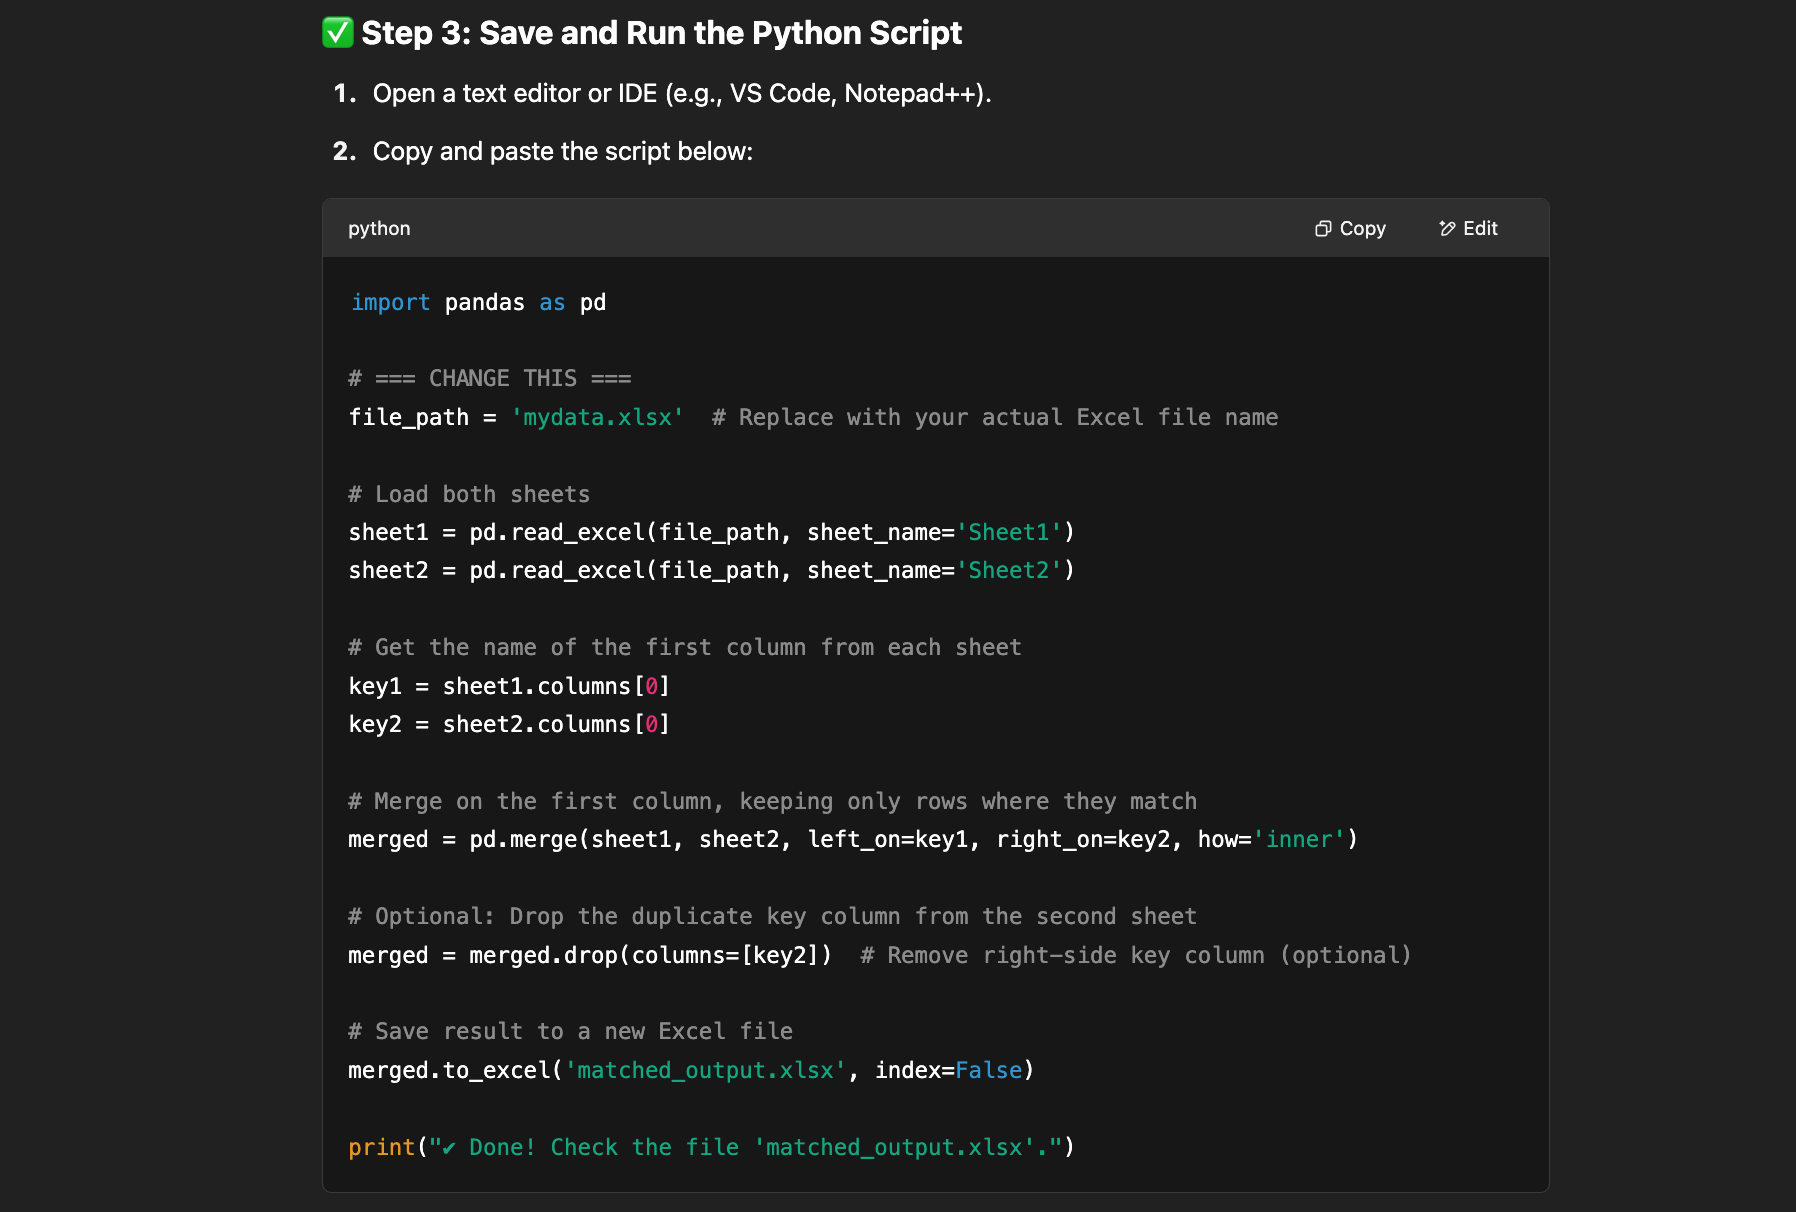 ✅ Step 3: Save and Run the Python Script
1. Open a text editor or IDE (e.g., VS Code, Notepad++).
2. Copy and paste the script below:
python Copy Edit
import pandas as pd
# === CHANGE THIS ===
file_path = 'mydata.xlsx'  # Replace with your actual Excel file name
# Load both sheets
sheet1 = pd.read_excel(file_path, sheet_name='Sheet1')
sheet2 = pd.read_excel(file_path, sheet_name='Sheet2')
# Get the name of the first column from each sheet
key1 = sheet1.columns[0]
key2 = sheet2.columns[0]
# Merge on the first column, keeping only rows where they match
merged = pd.merge(sheet1, sheet2, left_on=key1, right_on=key2, how='inner')
# Optional: Drop the duplicate key column from the second sheet
merged = merged.drop(columns=[key2])  # Remove right-side key column (optional)
# Save result to a new Excel file
merged.to_excel('matched_output.xlsx', index=False)
print("✔ Done! Check the file 'matched_output.xlsx'.")